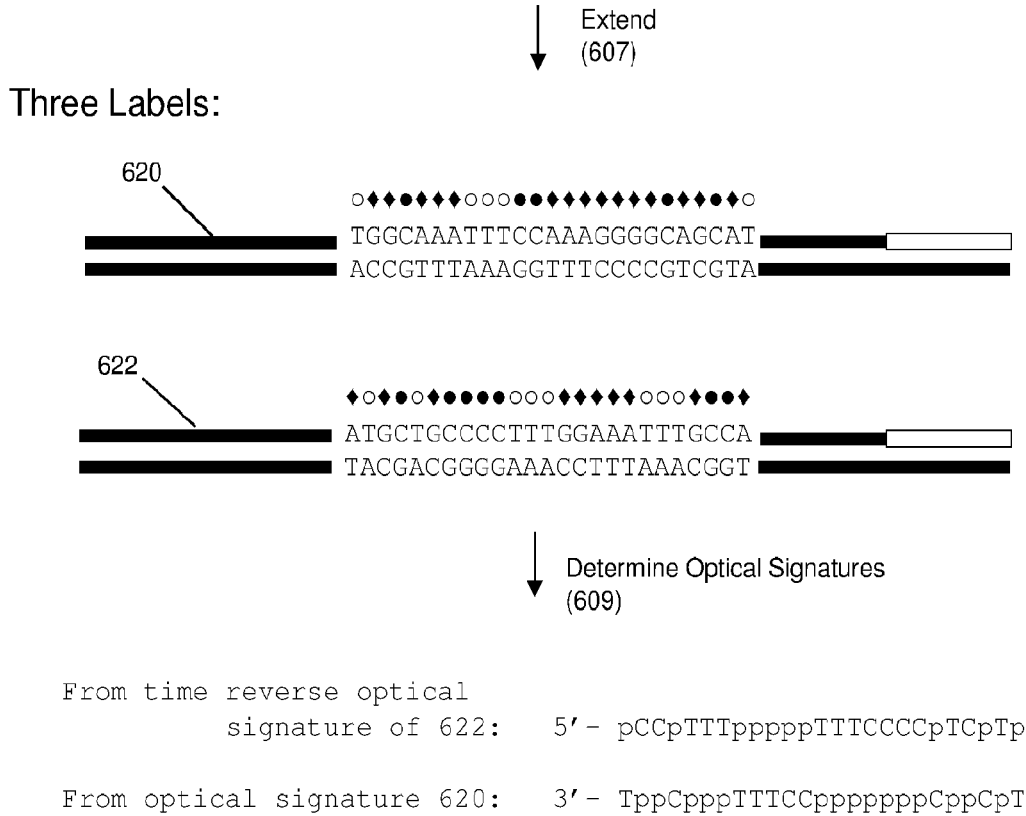 Extend
(607)
Three Labels:
620
TGGCAAATTTCCAAAGGGGCAGCAT
ACCGTTTAAAGGTTTCCCCGTCGTA
622
ATGCTGCCCCTTTGGAAATTTGCCA
TACGACGGGGAAACCTTTAAACGGT
Determine Optical Signatures
(609)
From time reverse optical
signature of 622: 5′- pCCpTTTpppppTTTCCCCpTCpTp
From optical signature 620: 3′- TppCpppTTTCCpppppppCppCpT